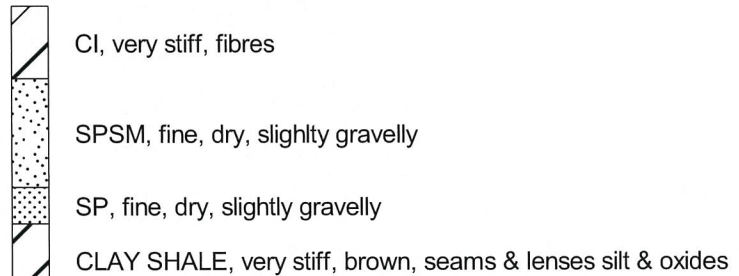 CI, very stiff, fibres
SPSM, fine, dry, slighlty gravelly
SP, fine, dry, slightly gravelly
CLAY SHALE, very stiff, brown, seams & lenses silt & oxides